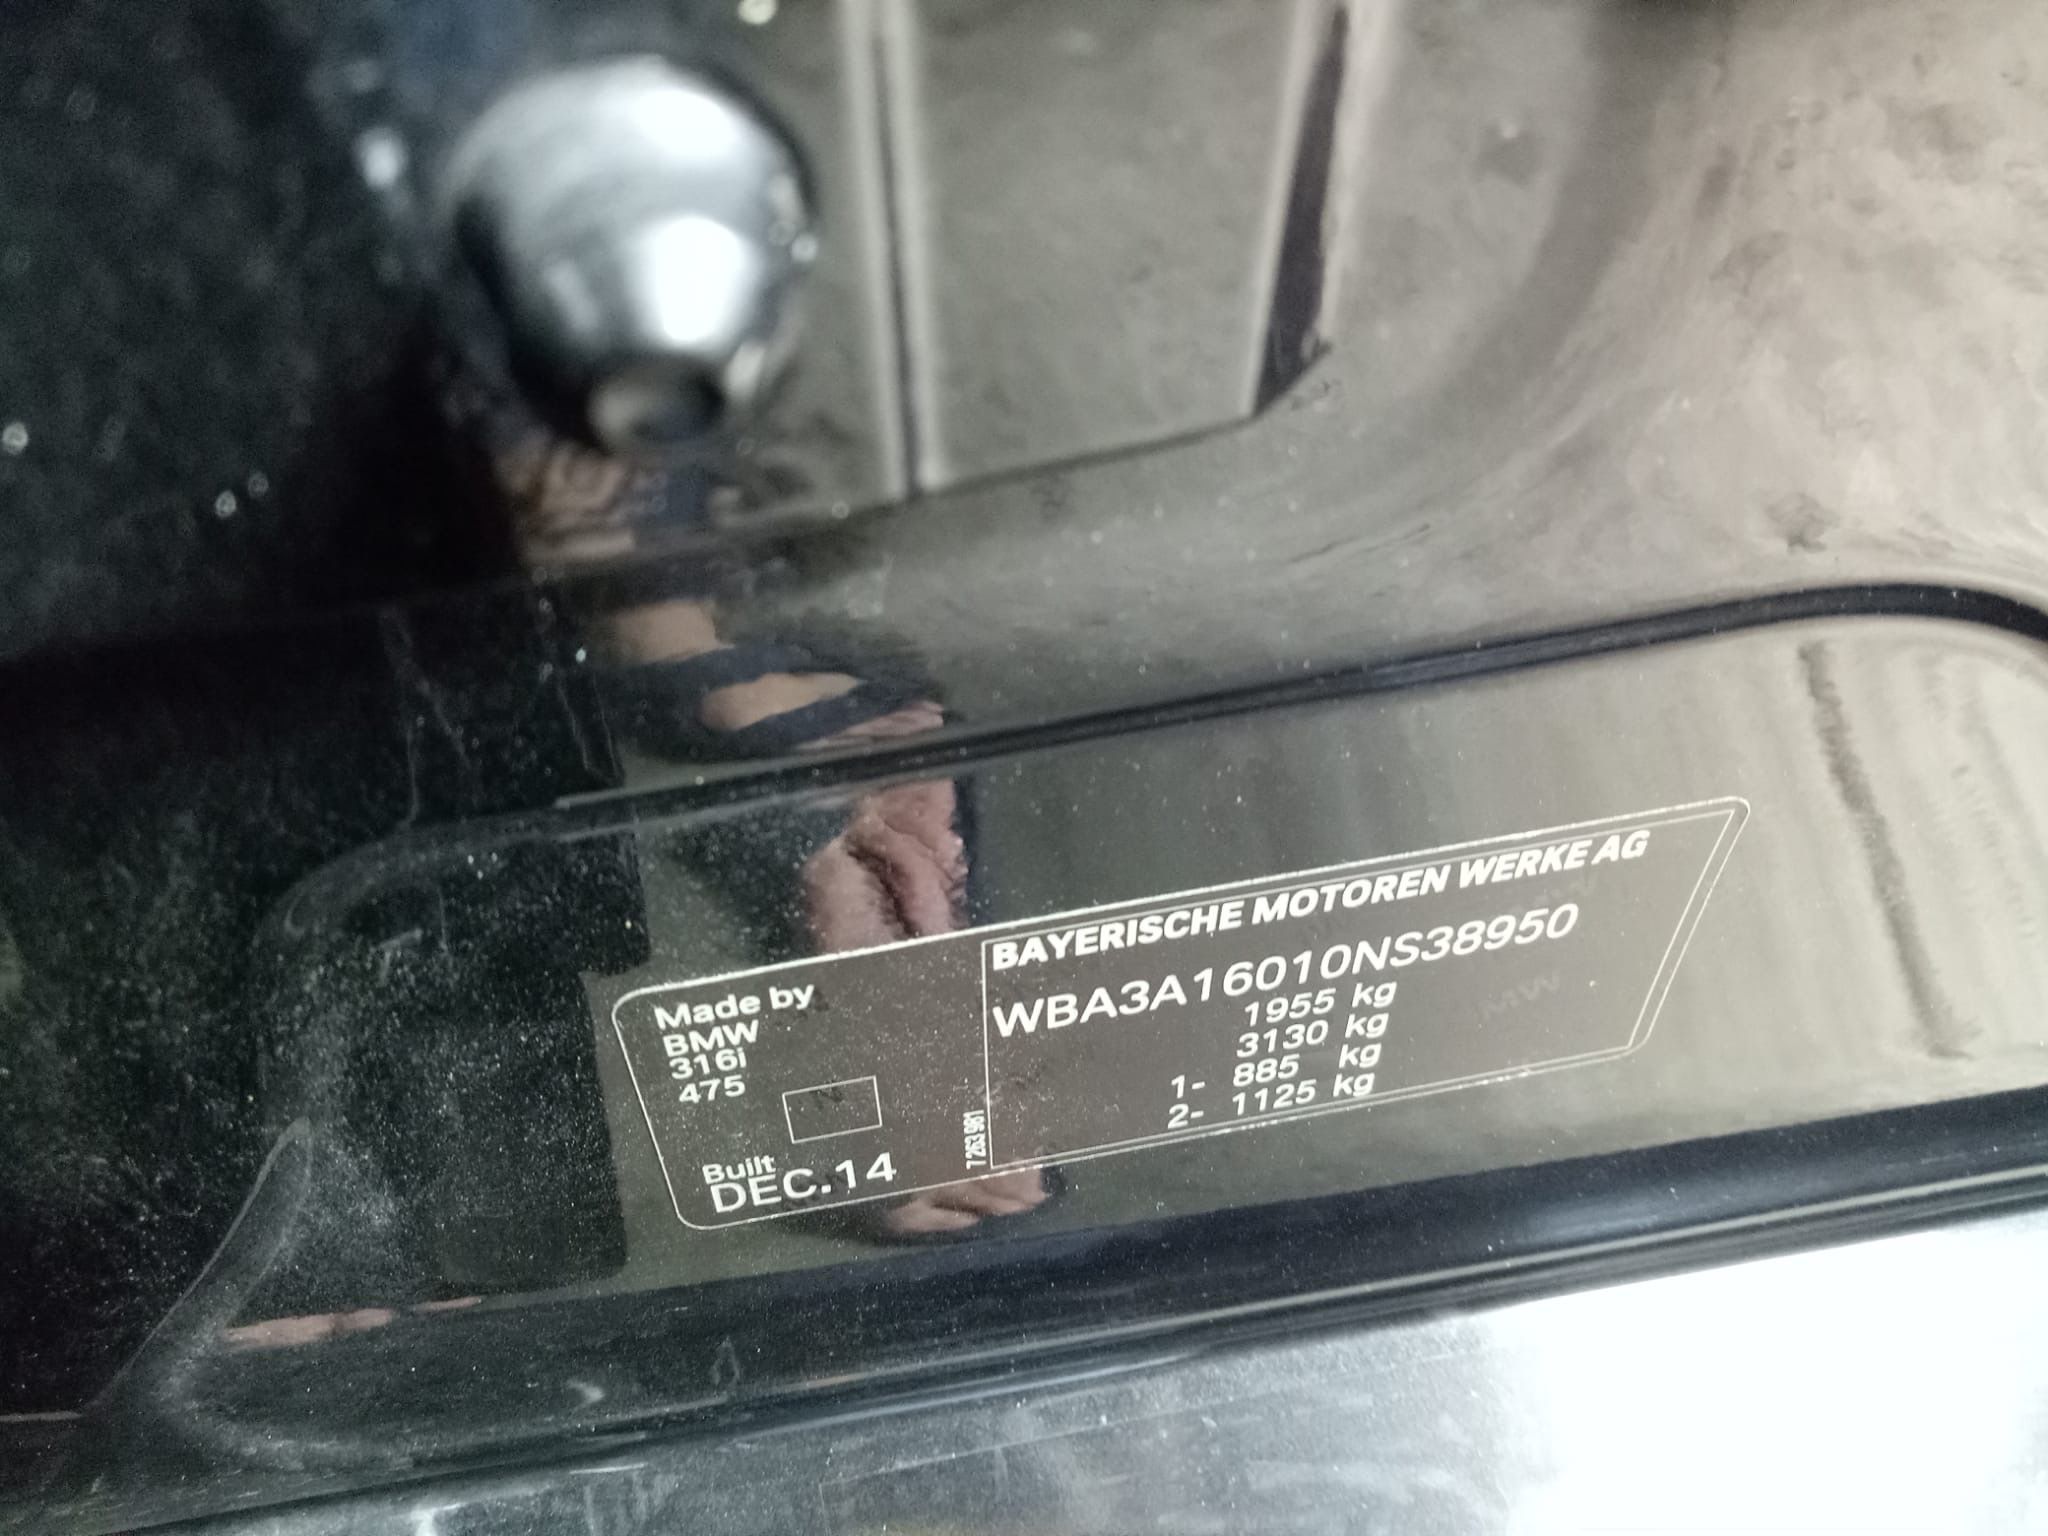 Made by
BMW
316i
475
Built
DEC.14
7263961
BAYERISCHE MOTOREN WERKE AG
WBA3A16010NS38950
1955 kg
3130 kg
1- 885 kg
2- 1125 kg